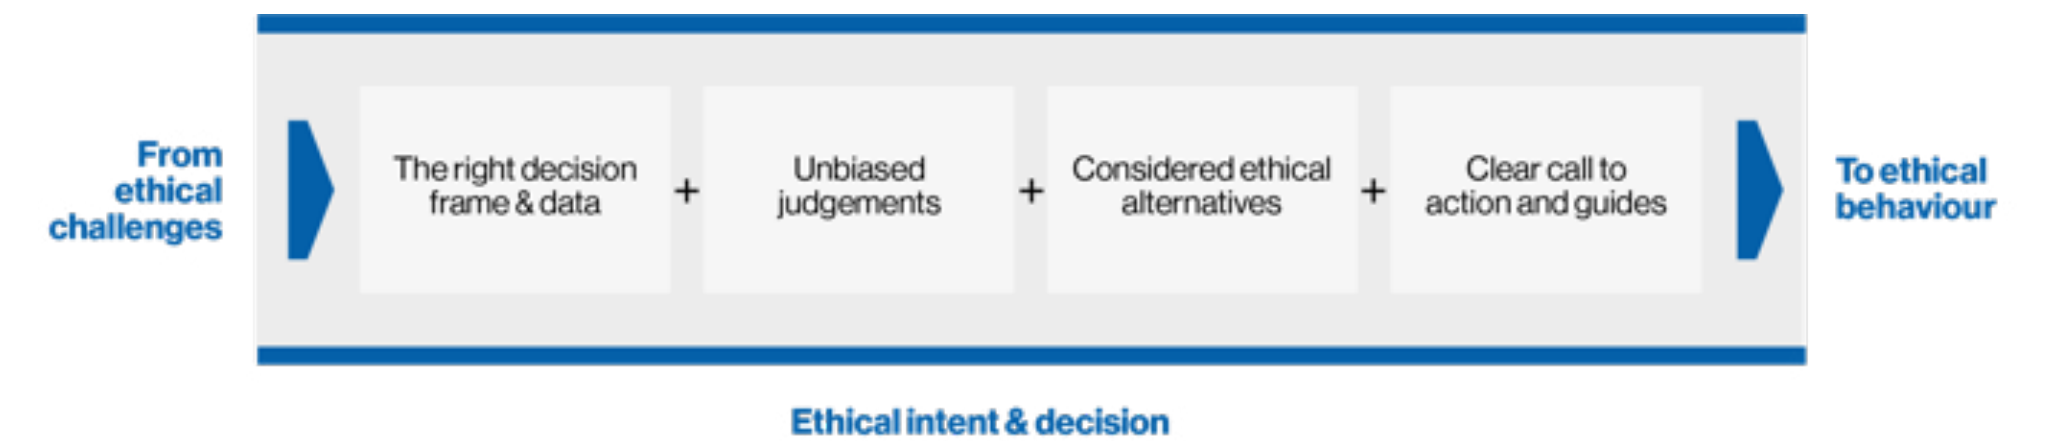 From
ethical
challenges
The right decision
frame & data
+
Unbiased
judgements
+
Considered ethical
alternatives
+
Clear call to
action and guides
To ethical
behaviour
Ethical intent & decision